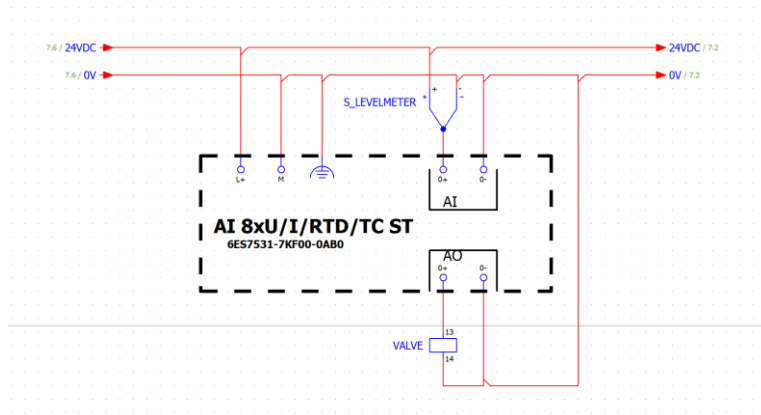 7.6 / 24VDC
24VDC / 7.2
7.6 / 0V
0V / 7.2
+ -
S_LEVELMETER + -
L+ M 0+ 0-
AI
AI 8xU/I/RTD/TC ST
6ES7531-7KF00-0AB0
AO
0+ 0-
13
VALVE
14